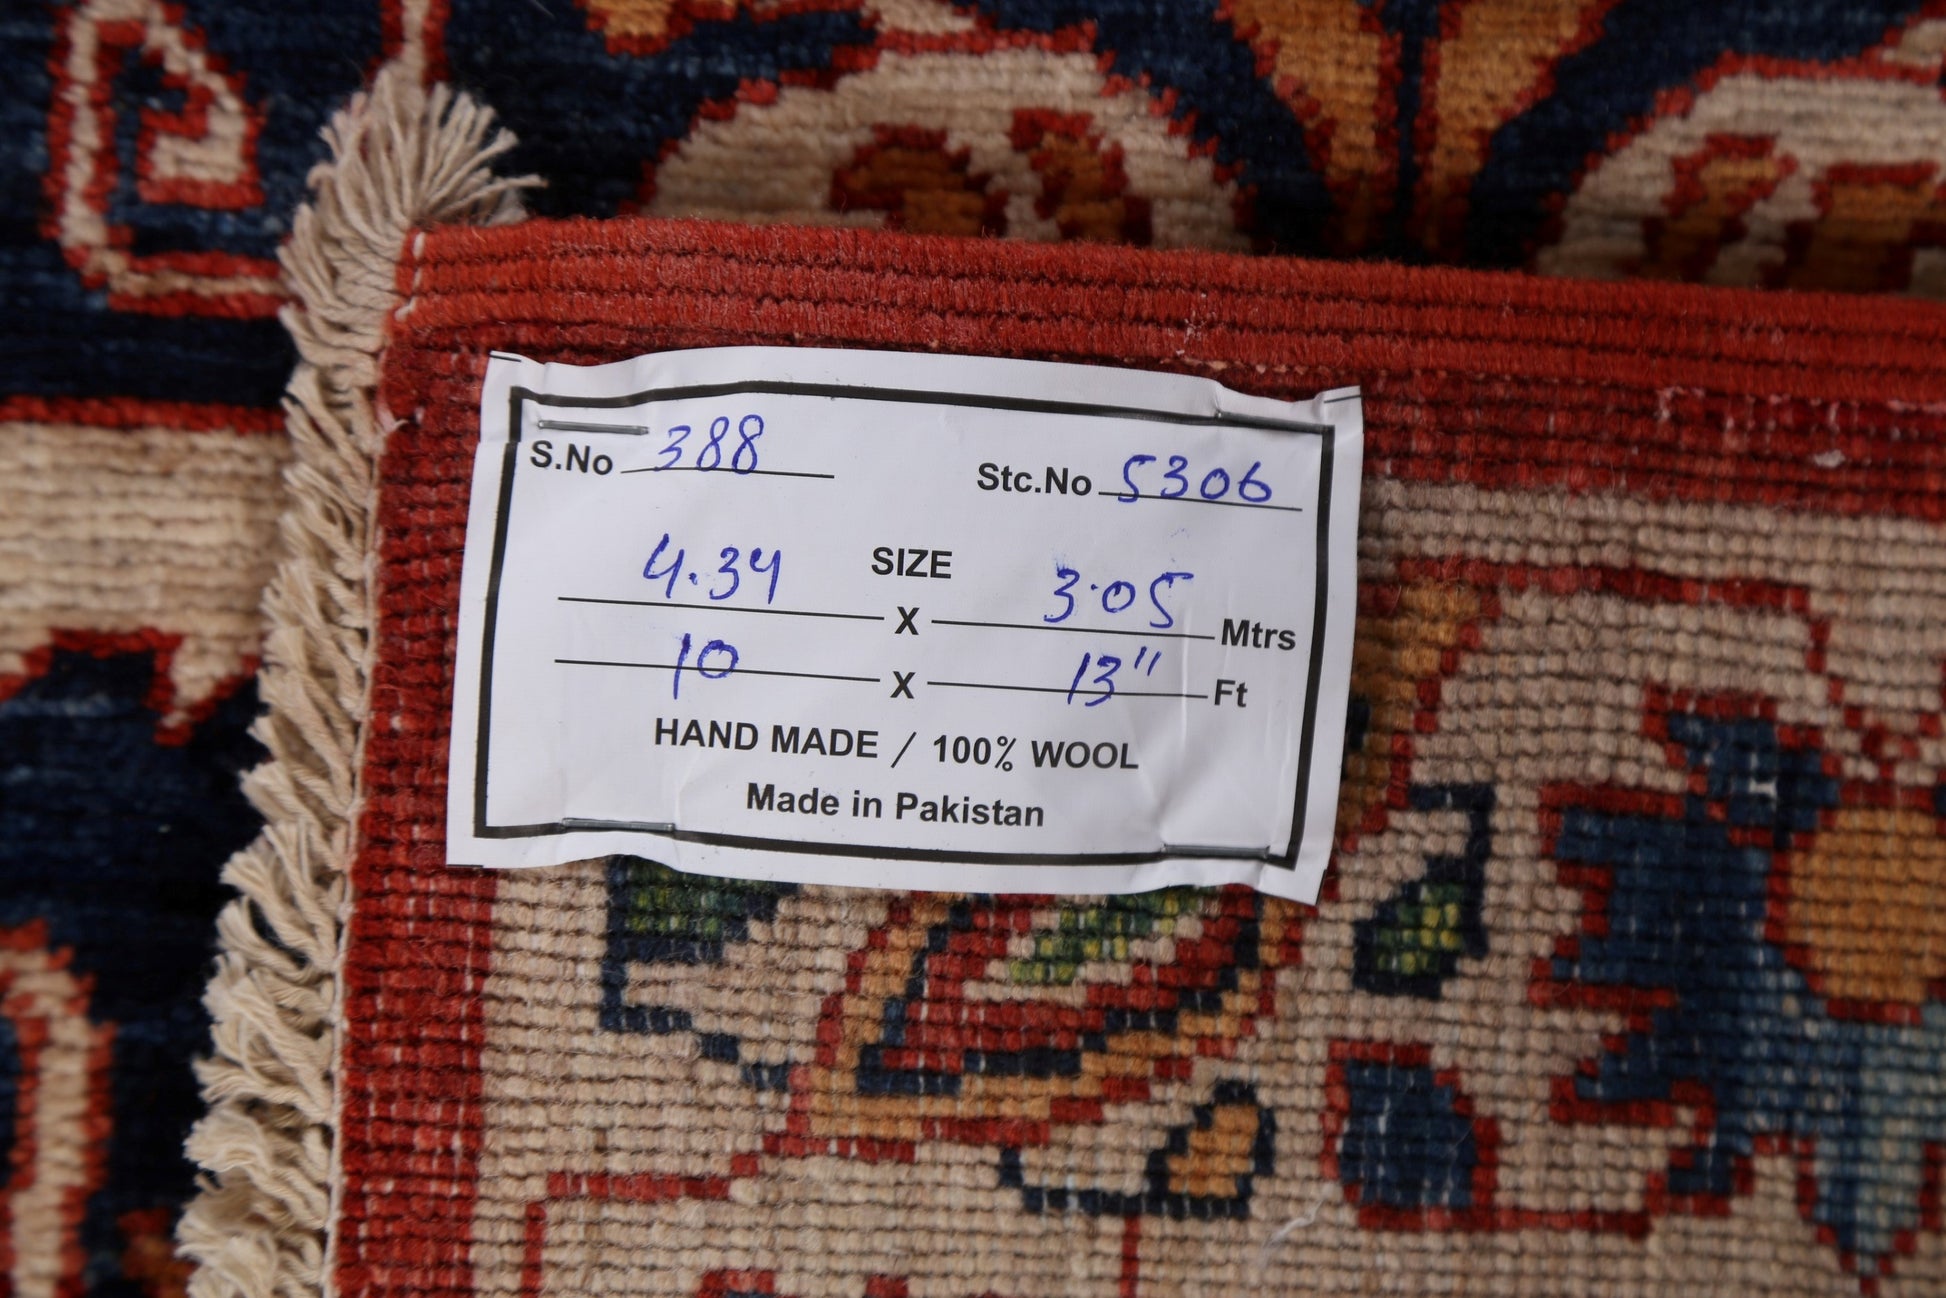 S.No 388 Stc.No 5306
SIZE
4.34 X 3.05 Mtrs
10 X 13" Ft
HAND MADE / 100% WOOL
Made in Pakistan